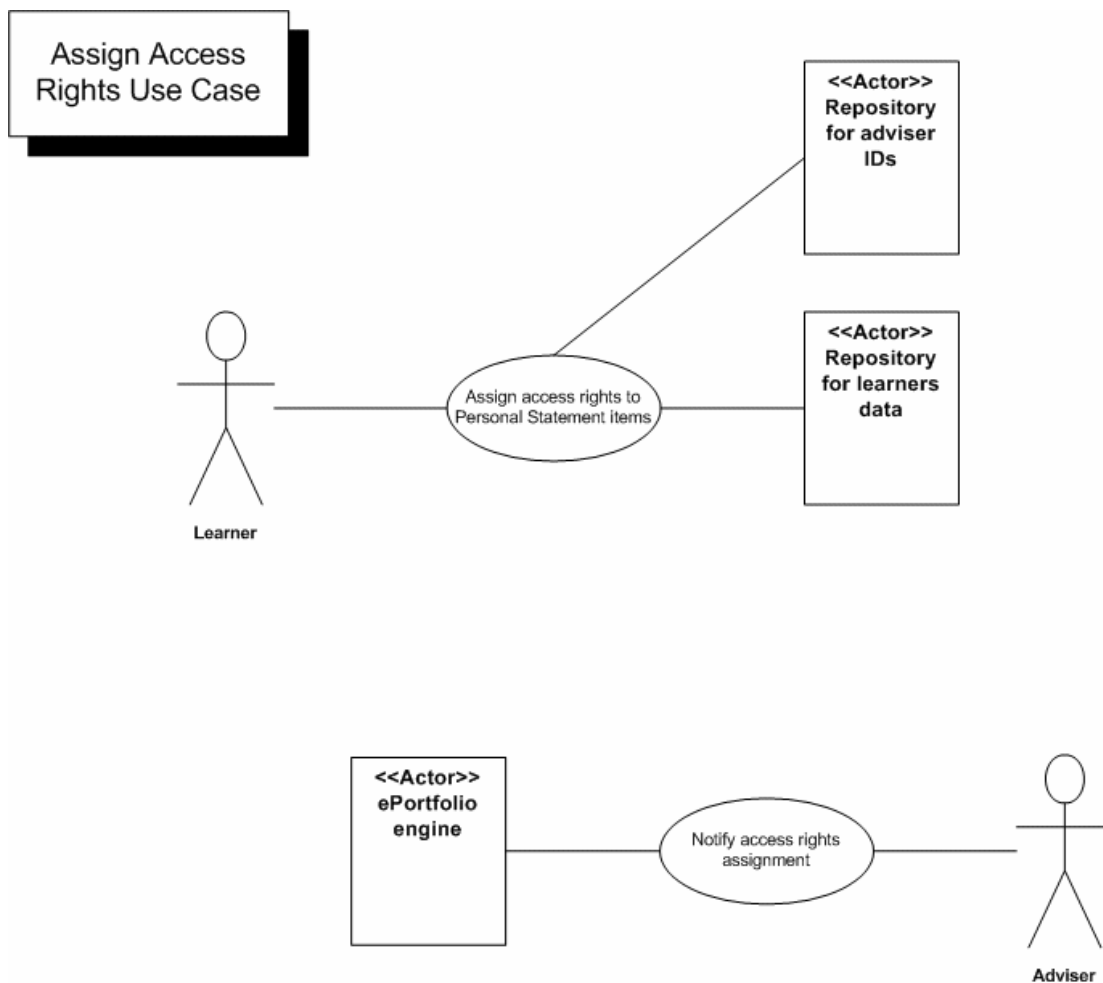 Assign Access
Rights Use Case
<<Actor>>
Repository
for adviser
IDs
<<Actor>>
Repository
for learners
data
Assign access rights to
Personal Statement items
Learner
<<Actor>>
ePortfolio
engine
Notify access rights
assignment
Adviser